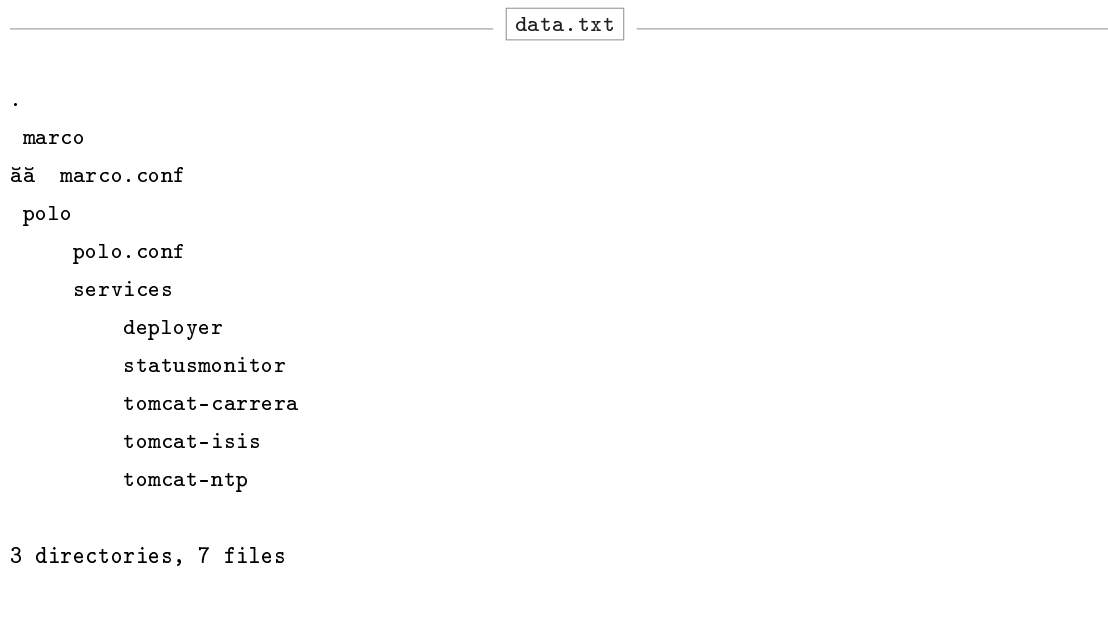 data.txt
.
marco
ăă  marco.conf
polo
polo.conf
services
deployer
statusmonitor
tomcat-carrera
tomcat-isis
tomcat-ntp
3 directories, 7 files